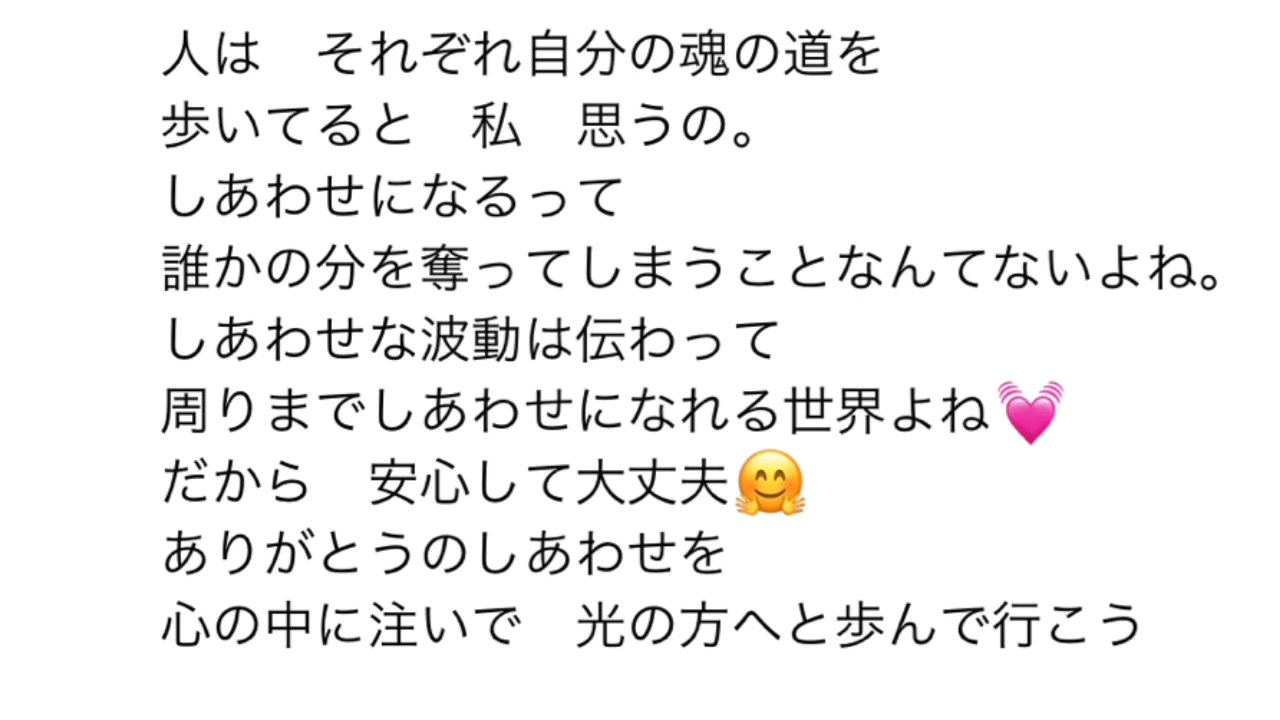 人は　それぞれ自分の魂の道を
歩いてると　私　思うの。
しあわせになるって
誰かの分を奪ってしまうことなんてないよね。
しあわせな波動は伝わって
周りまでしあわせになれる世界よね💓
だから　安心して大丈夫🤗
ありがとうのしあわせを
心の中に注いで　光の方へと歩んで行こう